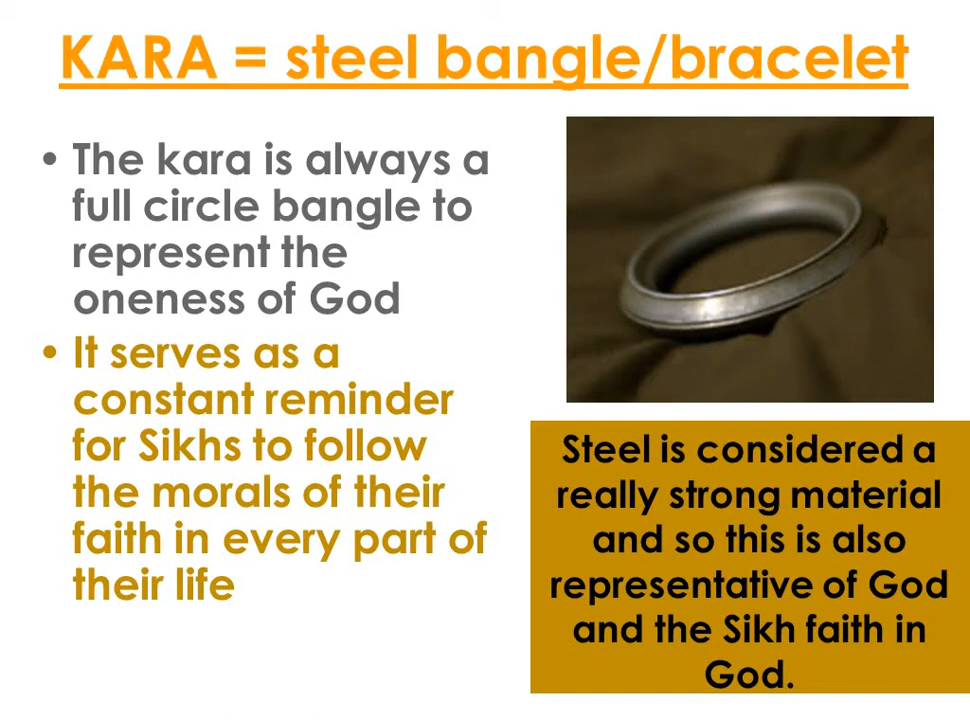 KARA = steel bangle/bracelet
• The kara is always a
full circle bangle to
represent the
oneness of God
• It serves as a
constant reminder
for Sikhs to follow
the morals of their
faith in every part of
their life
Steel is considered a
really strong material
and so this is also
representative of God
and the Sikh faith in
God.